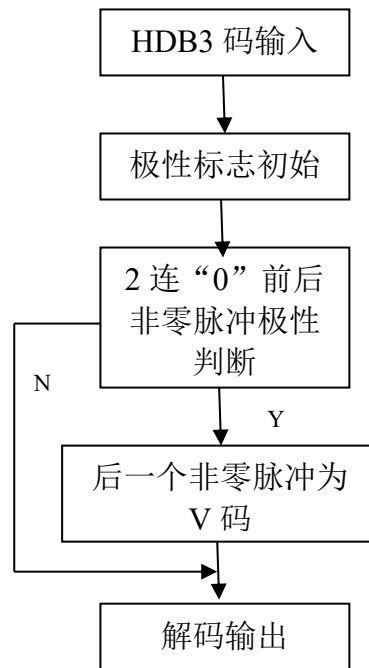 HDB3 码输入
极性标志初始
2 连“0”前后
非零脉冲极性
判断
N
Y
后一个非零脉冲为
V 码
解码输出